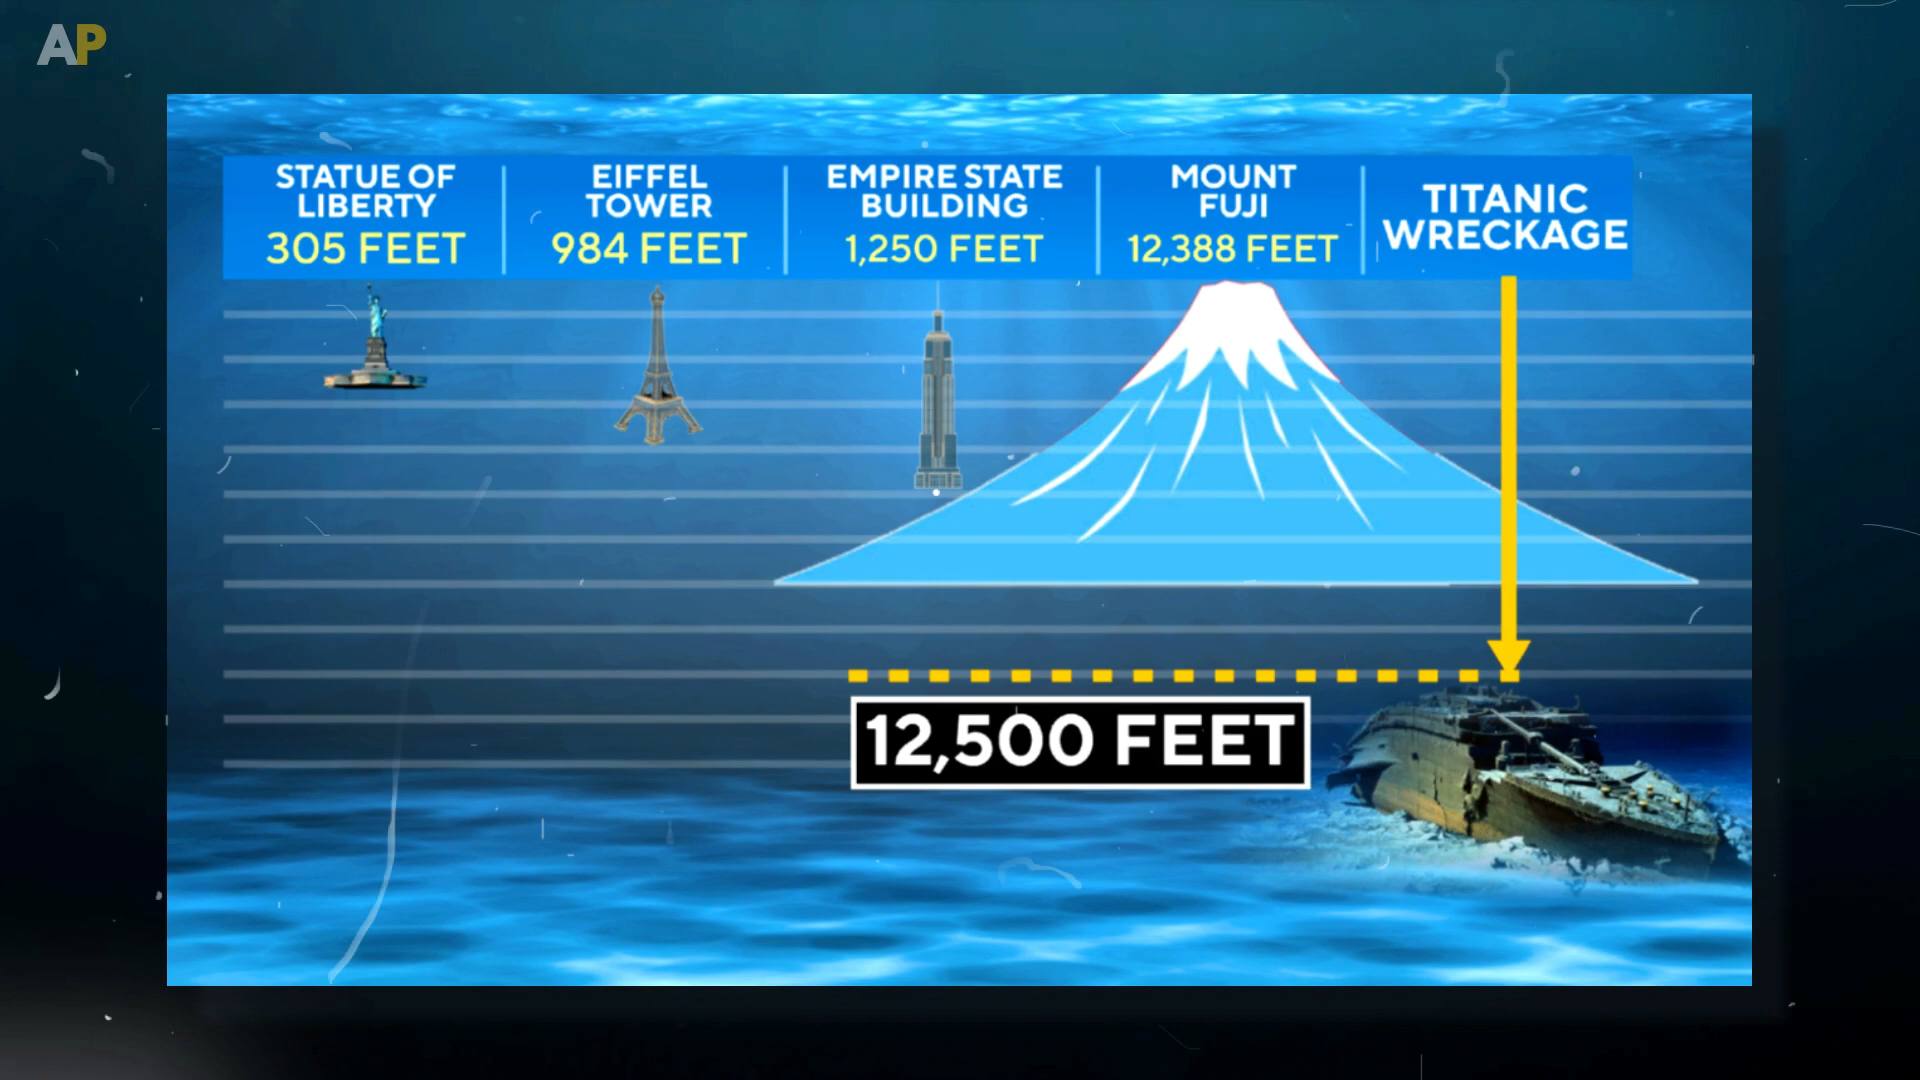 AP
STATUE OF
LIBERTY
305 FEET
EIFFEL
TOWER
984 FEET
EMPIRE STATE
BUILDING
1,250 FEET
MOUNT
FUJI
12,388 FEET
TITANIC
WRECKAGE
12,500 FEET